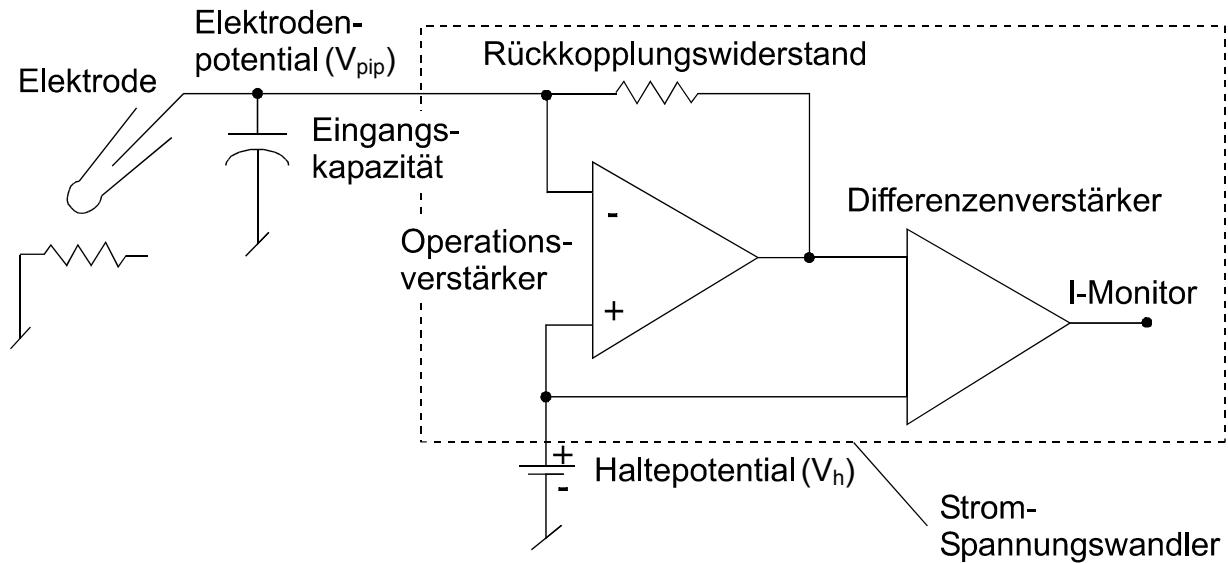 Elektroden-
potential (Vpip)
Rückkopplungswiderstand
Elektrode
Eingangs-
kapazität
Differenzenverstärker
-
Operations-
verstärker
+
I-Monitor
+
-
Haltepotential (Vh)
Strom-
Spannungswandler